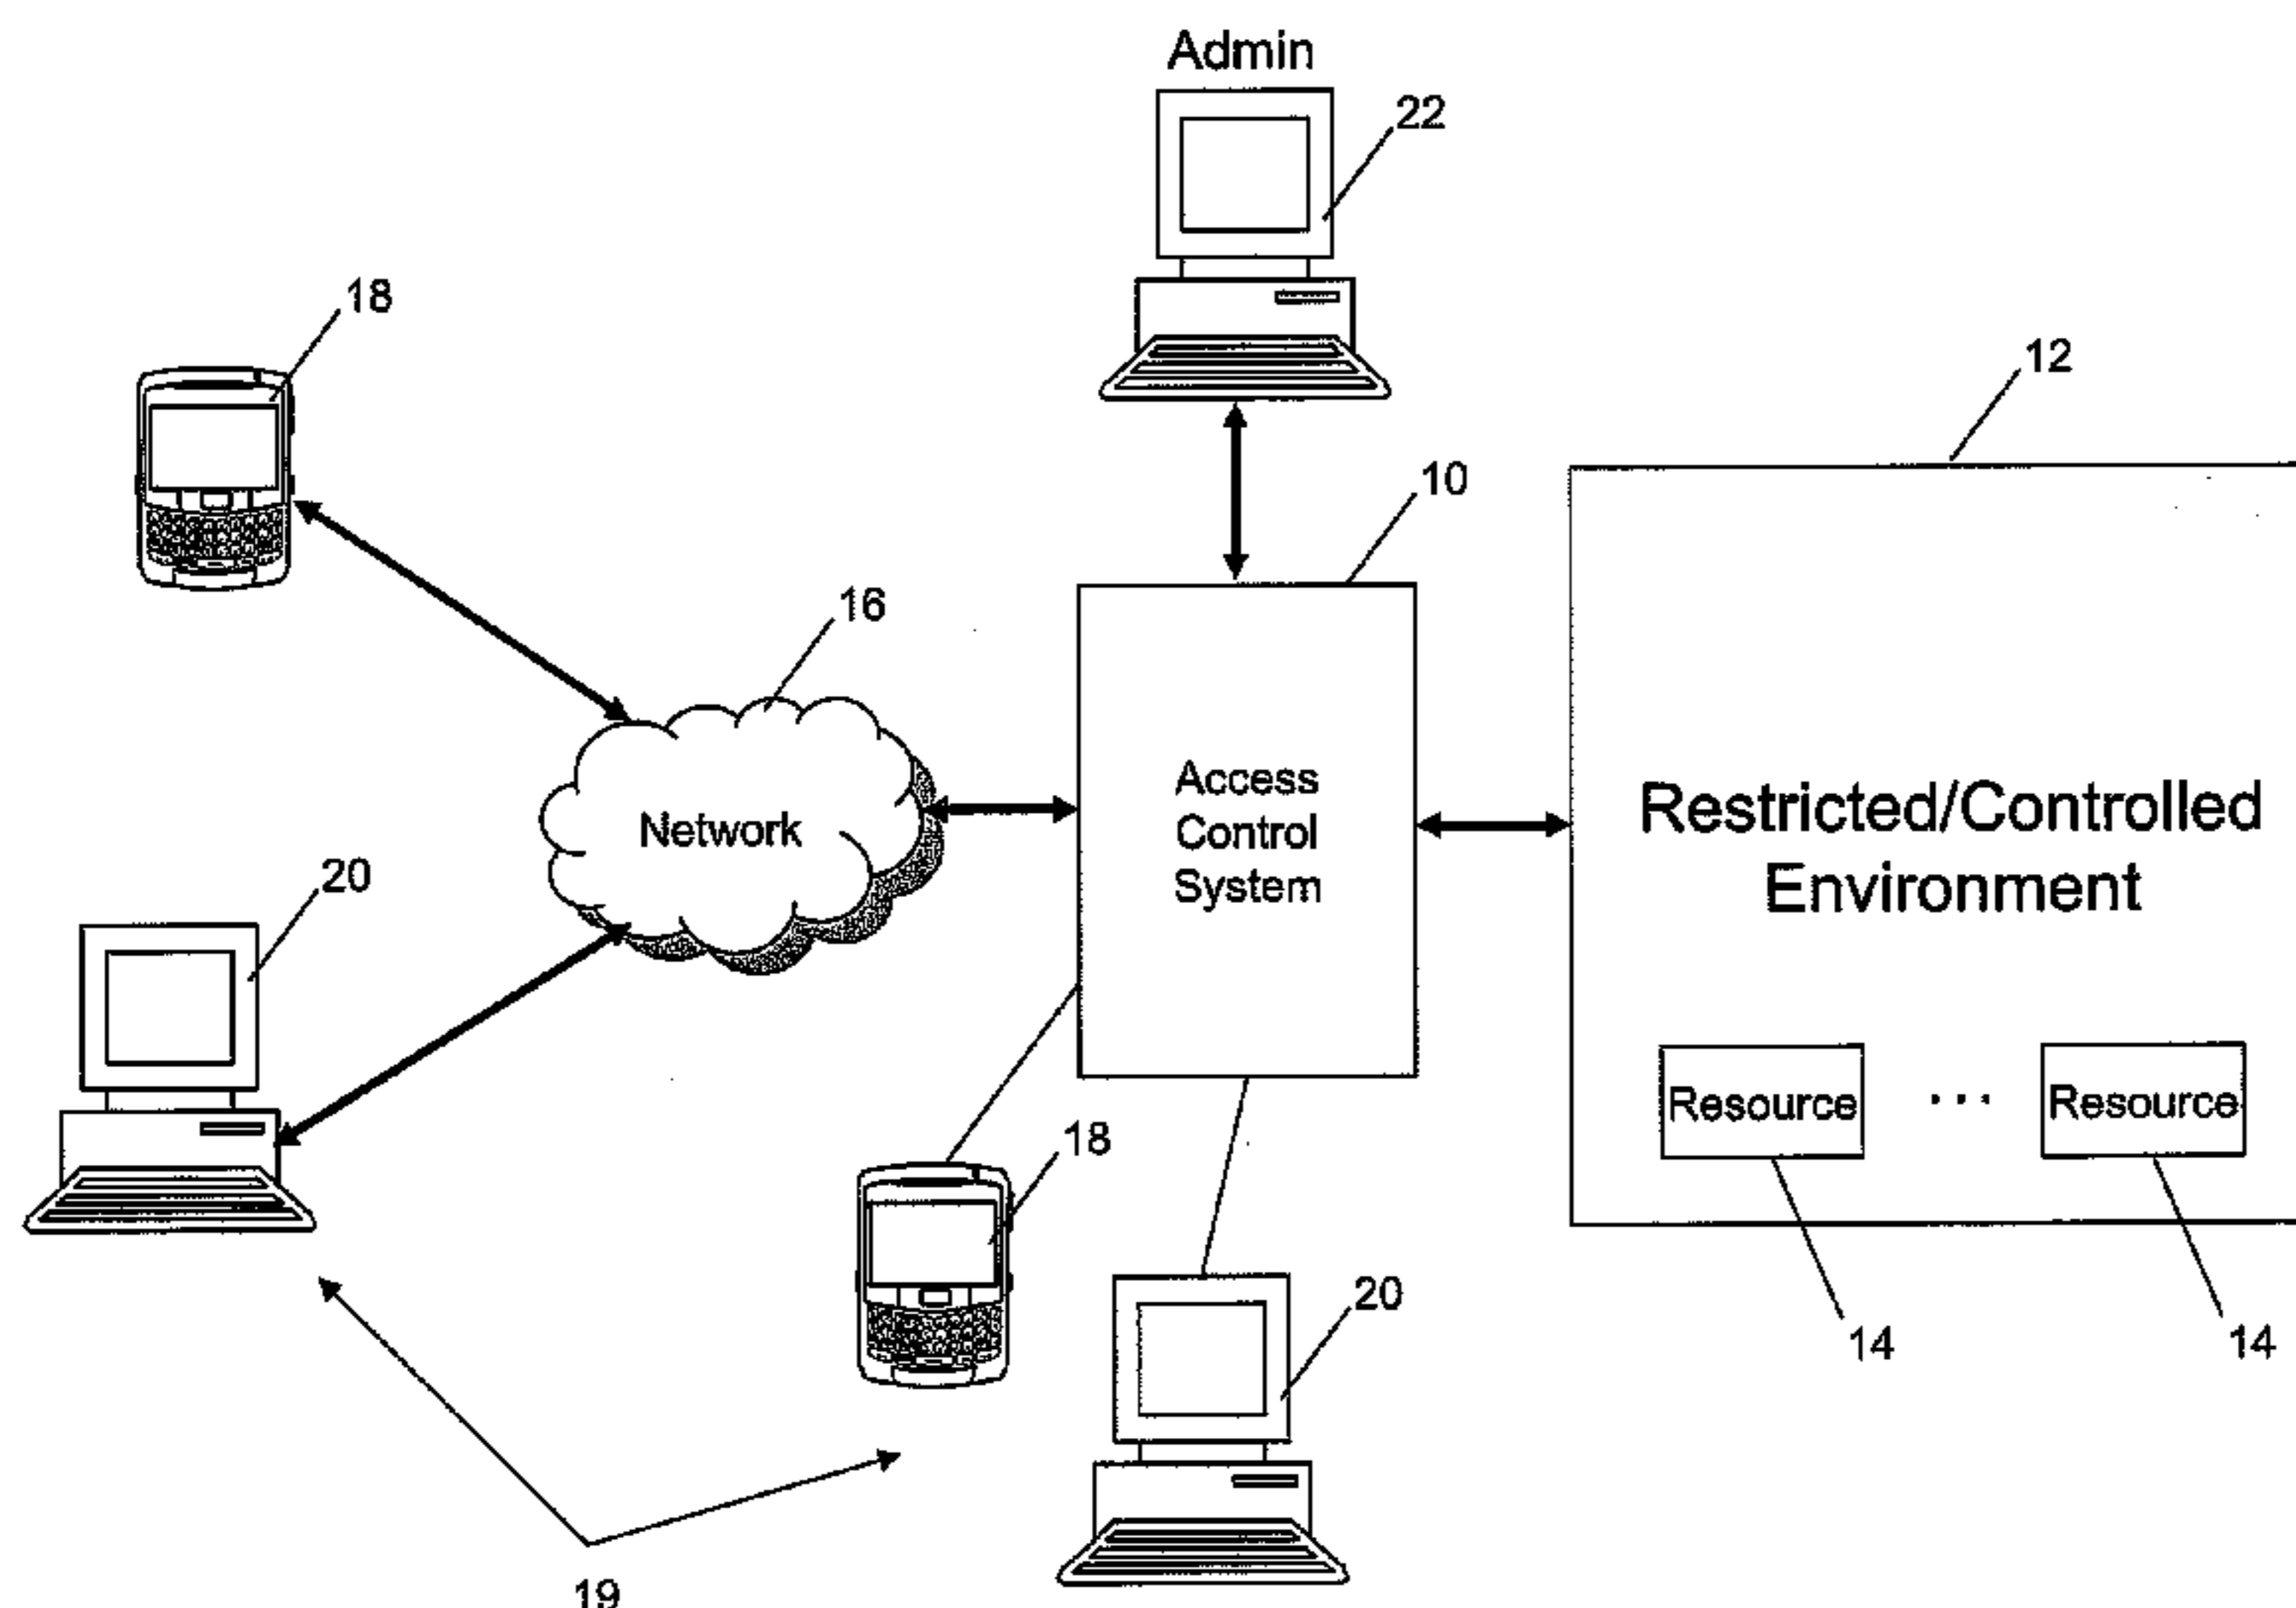 Admin
22
18
12
10
16
Access
Control
System
Network
Restricted/Controlled
Environment
20
Resource
...
Resource
18
20
14
14
19